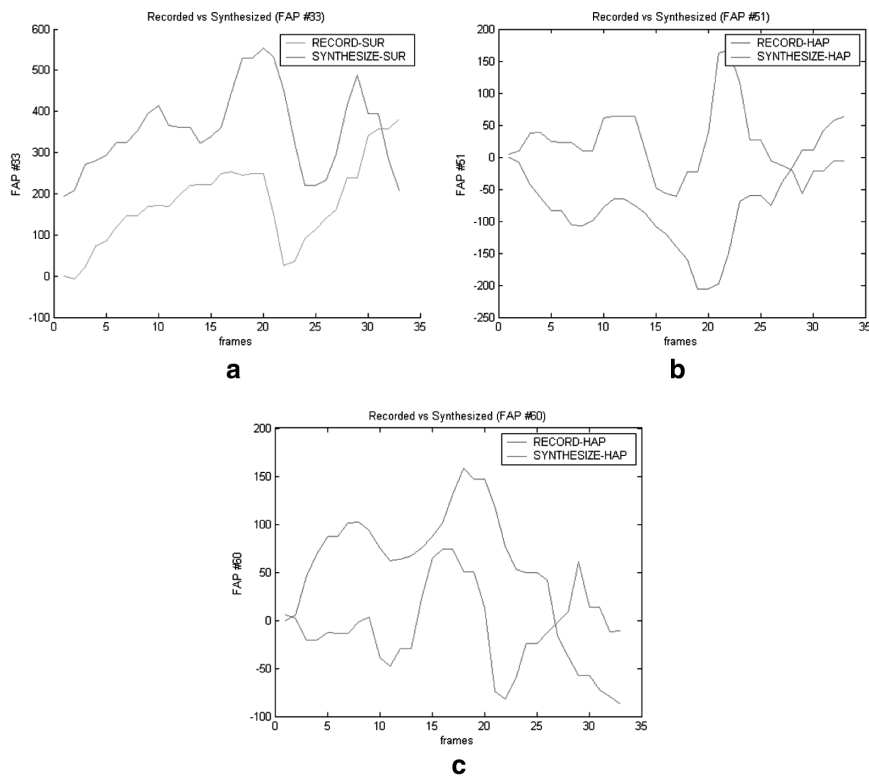 Recorded vs Synthesized (FAP #33)
600
500
400
300
200
100
0
-100
FAP #33
RECORD-SUR
SYNTHESIZE-SUR
0 5 10 15 20 25 30 35
frames
a
Recorded vs Synthesized (FAP #51)
200
150
100
50
0
-50
-100
-150
-200
-250
FAP #51
RECORD-HAP
SYNTHESIZE-HAP
0 5 10 15 20 25 30 35
frames
b
Recorded vs Synthesized (FAP #60)
200
150
100
50
0
-50
-100
FAP #60
RECORD-HAP
SYNTHESIZE-HAP
0 5 10 15 20 25 30 35
frames
c